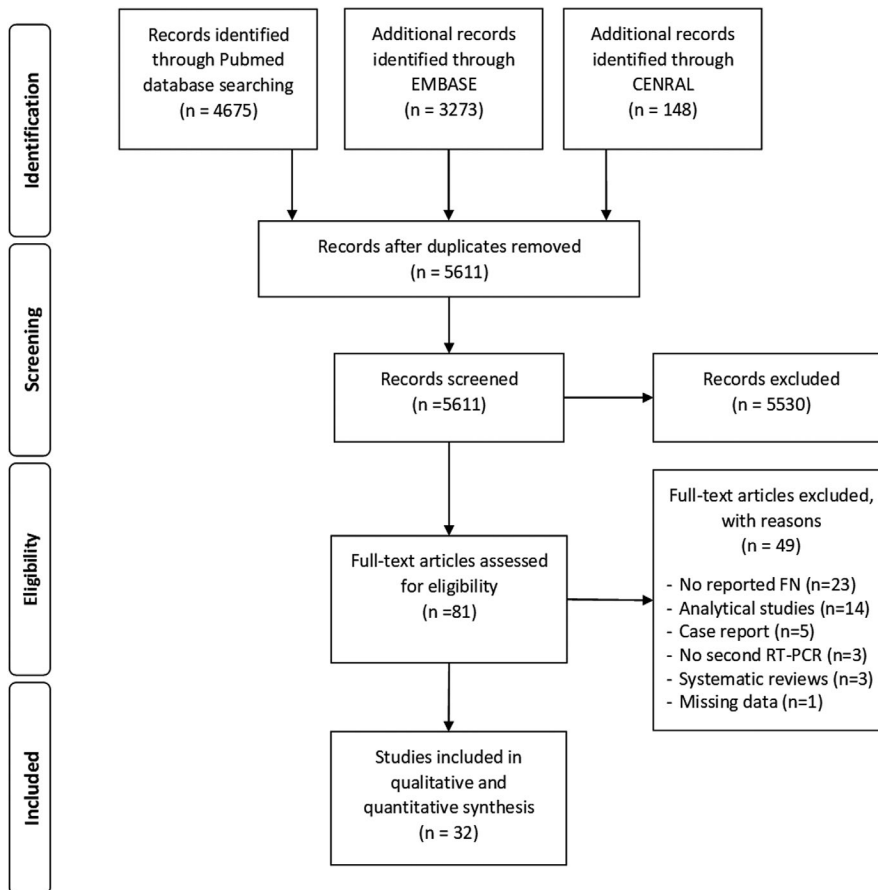 Identification
Records identified
through Pubmed
database searching
(n = 4675)
Additional records
identified through
EMBASE
(n = 3273)
Additional records
identified through
CENRAL
(n = 148)
Screening
Records after duplicates removed
(n = 5611)
Records screened
(n =5611)
Records excluded
(n = 5530)
Eligibility
Full-text articles assessed
for eligibility
(n =81)
Full-text articles excluded,
with reasons
(n = 49)
- No reported FN (n=23)
- Analytical studies (n=14)
- Case report (n=5)
- No second RT-PCR (n=3)
- Systematic reviews (n=3)
- Missing data (n=1)
Included
Studies included in
qualitative and
quantitative synthesis
(n = 32)